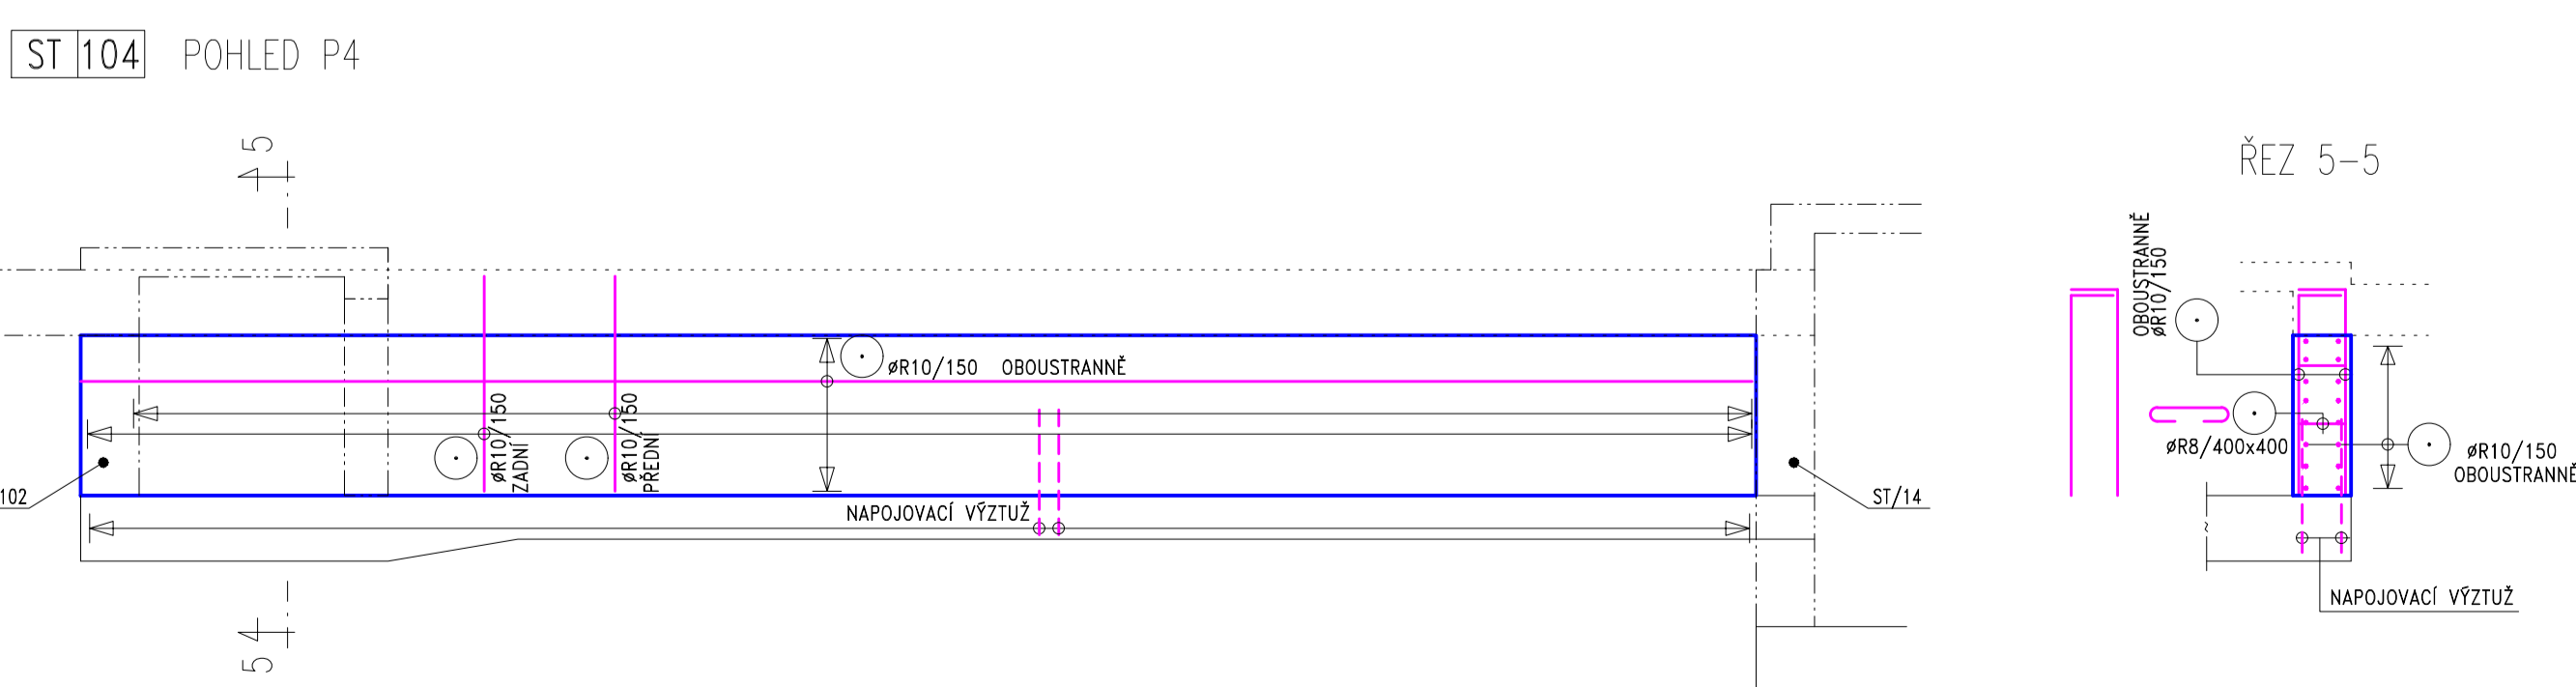 ST 104 POHLED P4
5
ŘEZ 5-5
OBOUSTRANNĚ
øR10/150
øR10/150 OBOUSTRANNĚ
øR10/150
ZADNÍ
øR10/150
PŘEDNÍ
øR8/400x400
øR10/150
OBOUSTRANNĚ
102
ST/14
NAPOJOVACÍ VÝZTUŽ
NAPOJOVACÍ VÝZTUŽ
5